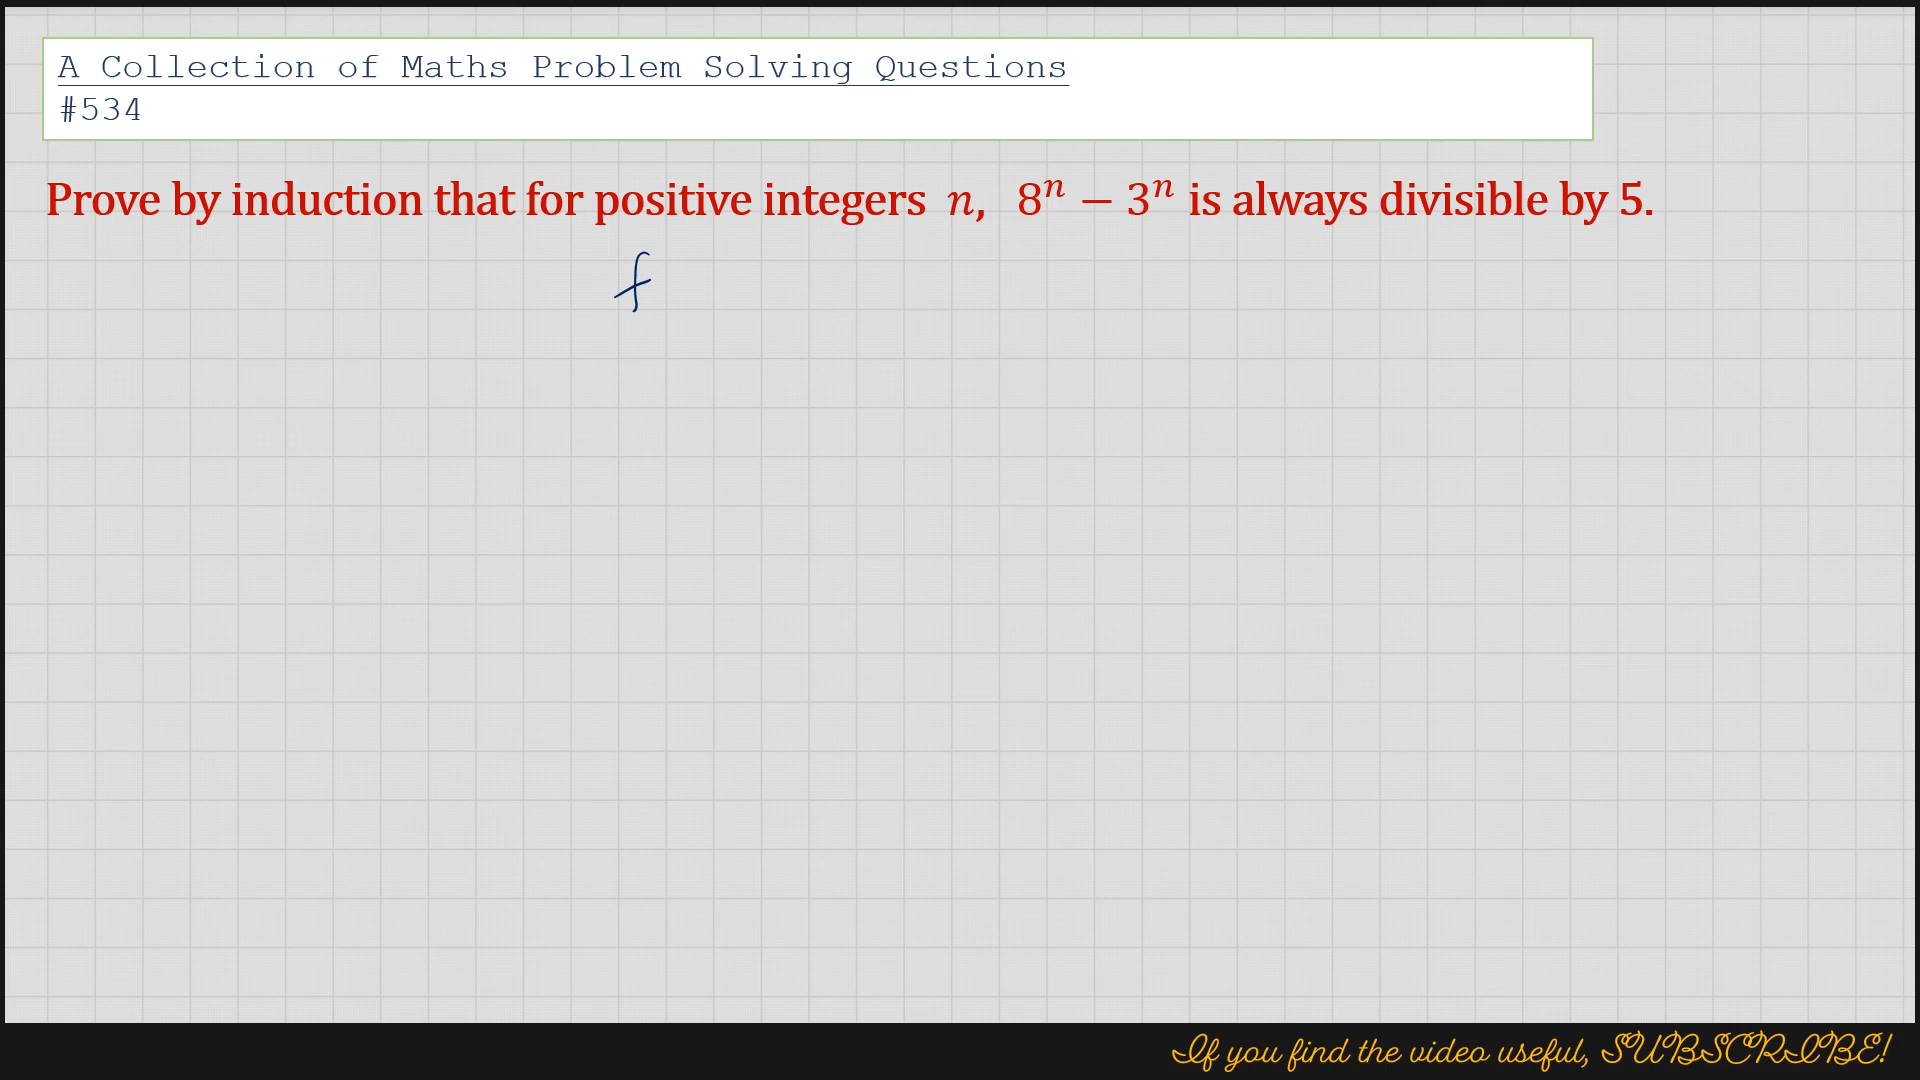 A Collection of Maths Problem Solving Questions
#534
Prove by induction that for positive integers n, 8ⁿ − 3ⁿ is always divisible by 5.
f
If you find the video useful, SUBSCRIBE!